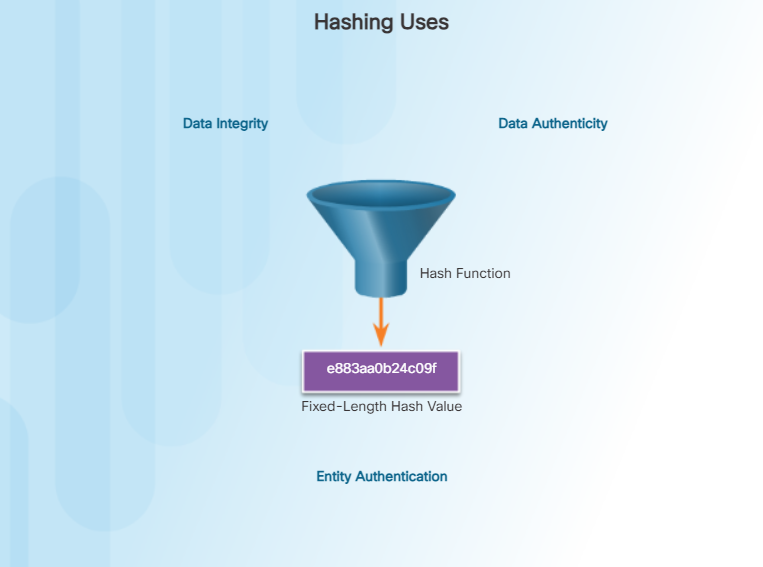 Hashing Uses
Data Integrity
Data Authenticity
Hash Function
e883aa0b24c09f
Fixed-Length Hash Value
Entity Authentication